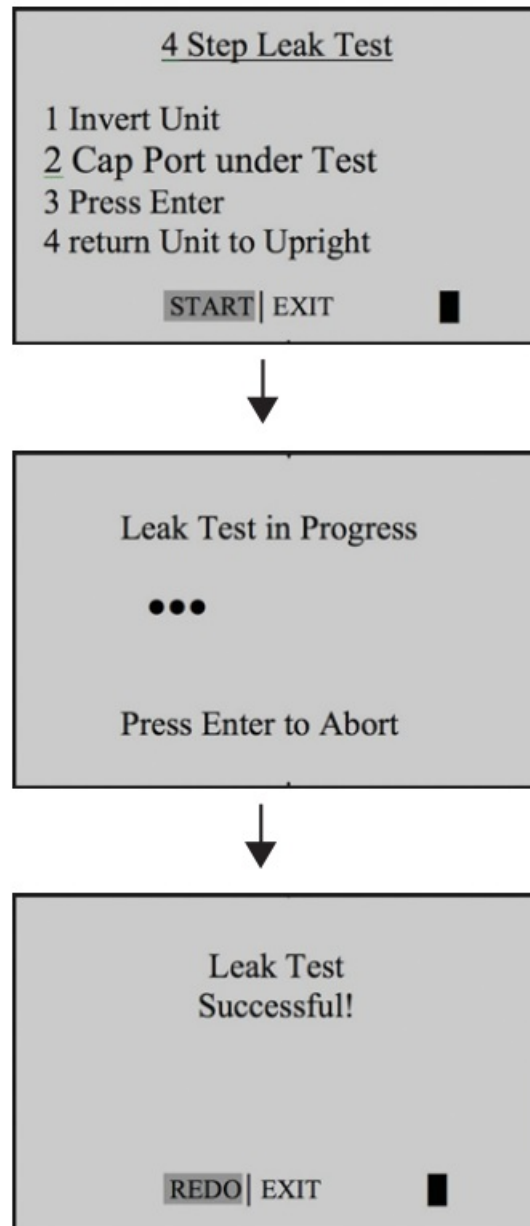 4 Step Leak Test
1 Invert Unit
2 Cap Port under Test
3 Press Enter
4 return Unit to Upright
START| EXIT
Leak Test in Progress
•••
Press Enter to Abort
Leak Test
Successful!
REDO| EXIT